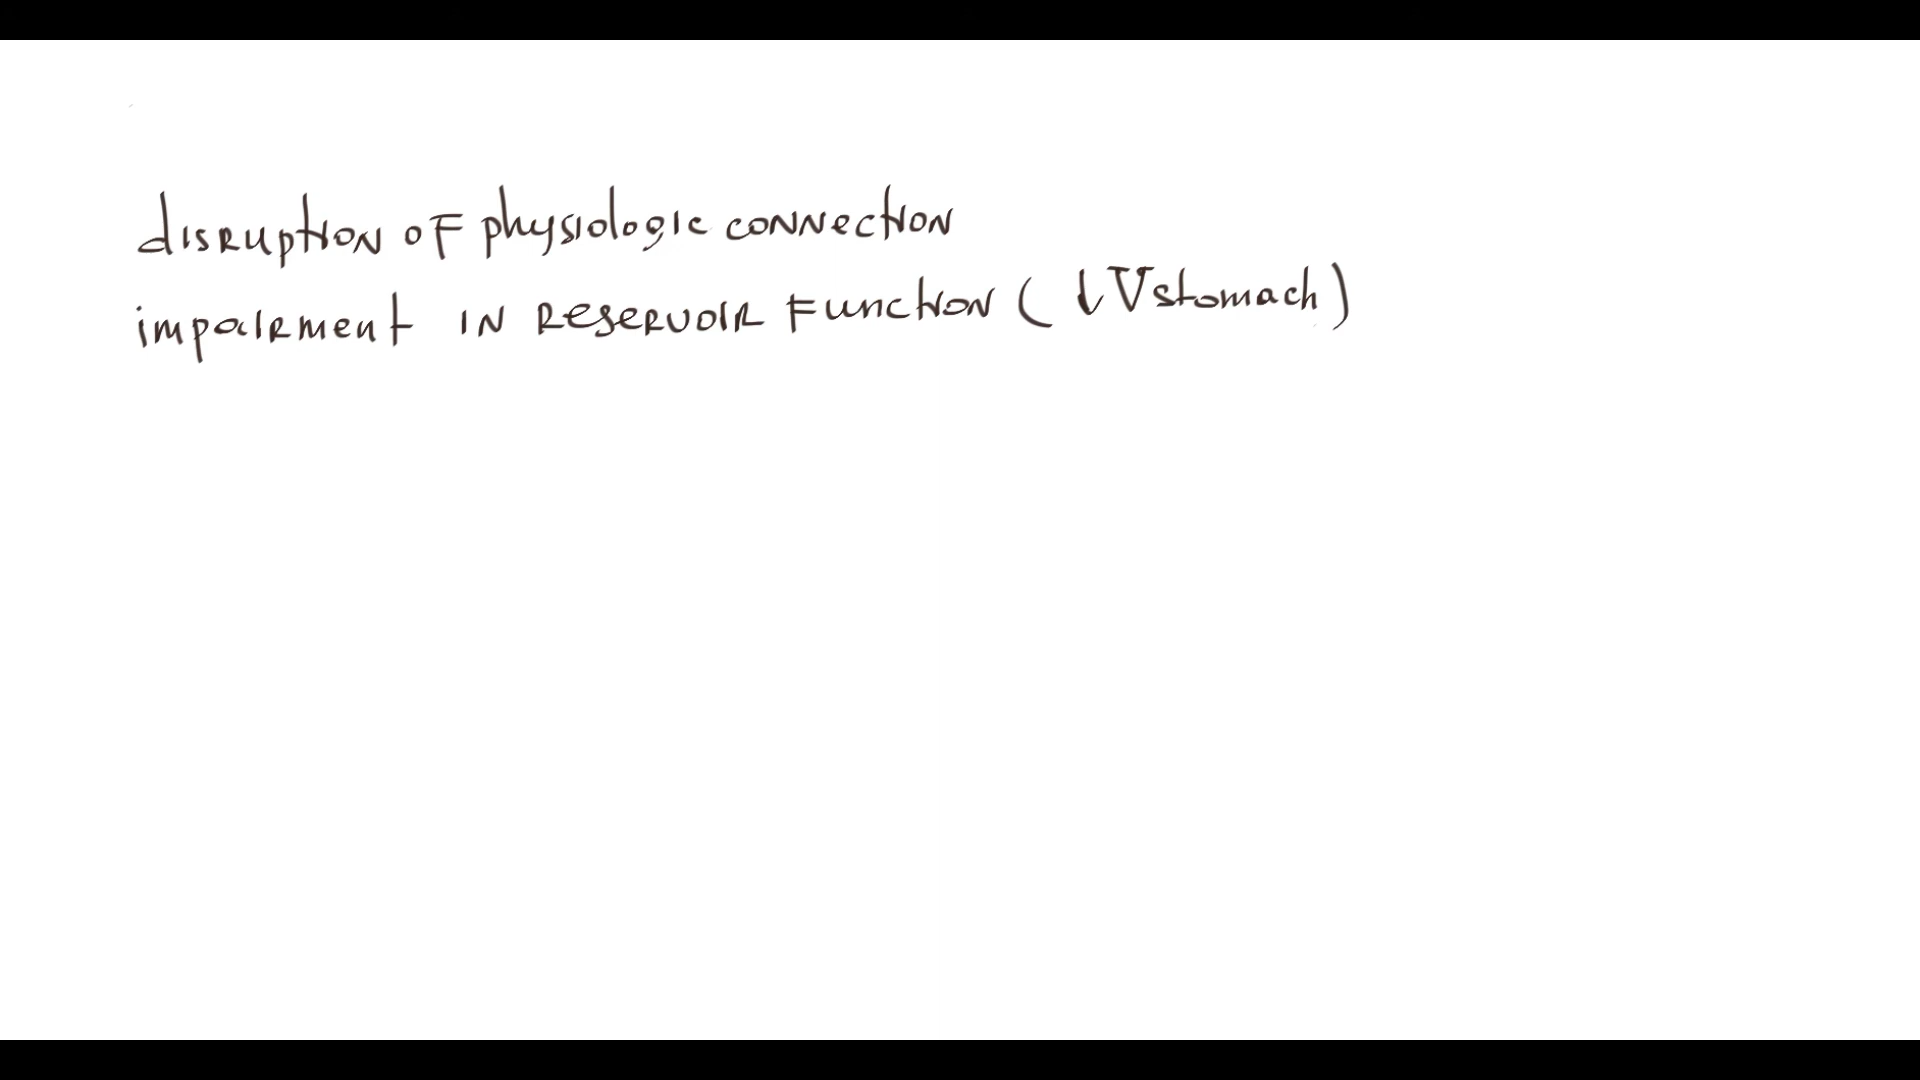 disruption of physiologic connection
impairment in reservoir function (↓Vstomach)